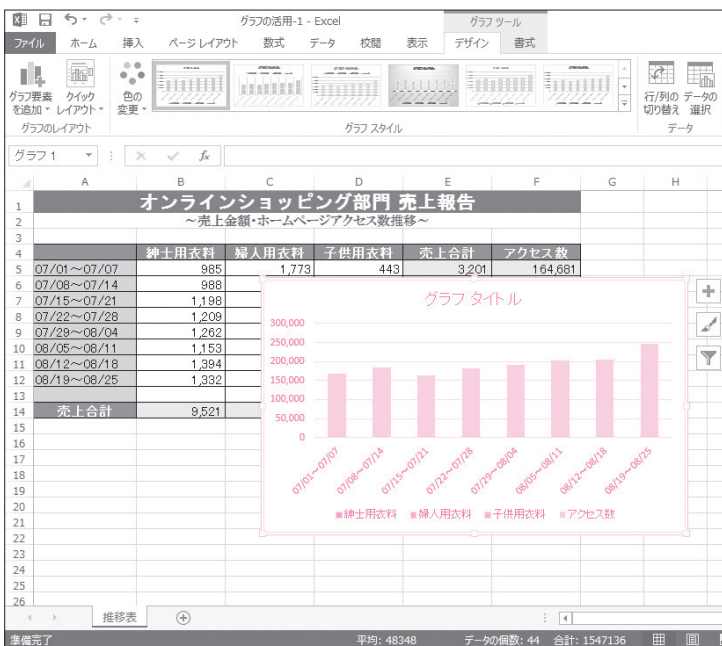 グラフの活用-1 - Excel
グラフ ツール
ファイル ホーム 挿入 ページ レイアウト 数式 データ 校閲 表示 デザイン 書式
グラフ要素を追加
クイックレイアウト
色の変更
行/列の切り替え
データの選択
グラフのレイアウト
グラフ スタイル
データ
グラフ 1
fx
A B C D E F G H
1 オンラインショッピング部門 売上報告
2 ～売上金額・ホームページアクセス数推移～
3
4 紳士用衣料 婦人用衣料 子供用衣料 売上合計 アクセス数
5 07/01～07/07 985 1,773 443 3,201 164,681
6 07/08～07/14 988
7 07/15～07/21 1,198
8 07/22～07/28 1,209
9 07/29～08/04 1,262
10 08/05～08/11 1,153
11 08/12～08/18 1,394
12 08/19～08/25 1,332
13
14 売上合計 9,521
15
16
17
18
19
20
21
22
23
24
25
26
グラフ タイトル
300,000
250,000
200,000
150,000
100,000
50,000
0
07/01～07/07
07/08～07/14
07/15～07/21
07/22～07/28
07/29～08/04
08/05～08/11
08/12～08/18
08/19～08/25
紳士用衣料 婦人用衣料 子供用衣料 アクセス数
推移表
準備完了 平均: 48348 データの個数: 44 合計: 1547136